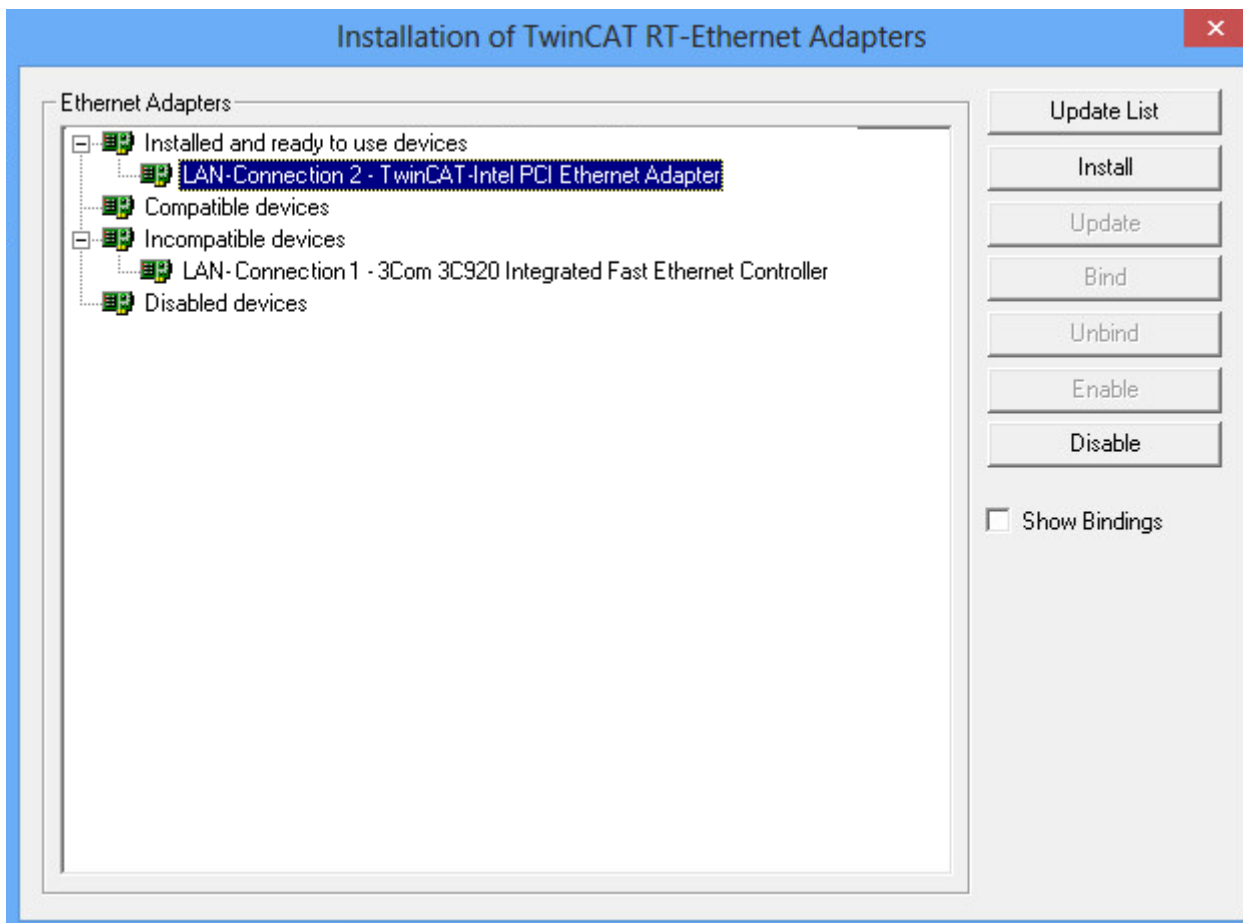 Installation of TwinCAT RT-Ethernet Adapters
Ethernet Adapters
Installed and ready to use devices
LAN-Connection 2 - TwinCAT-Intel PCI Ethernet Adapter
Compatible devices
Incompatible devices
LAN- Connection 1 - 3Com 3C920 Integrated Fast Ethernet Controller
Disabled devices
Update List
Install
Update
Bind
Unbind
Enable
Disable
Show Bindings